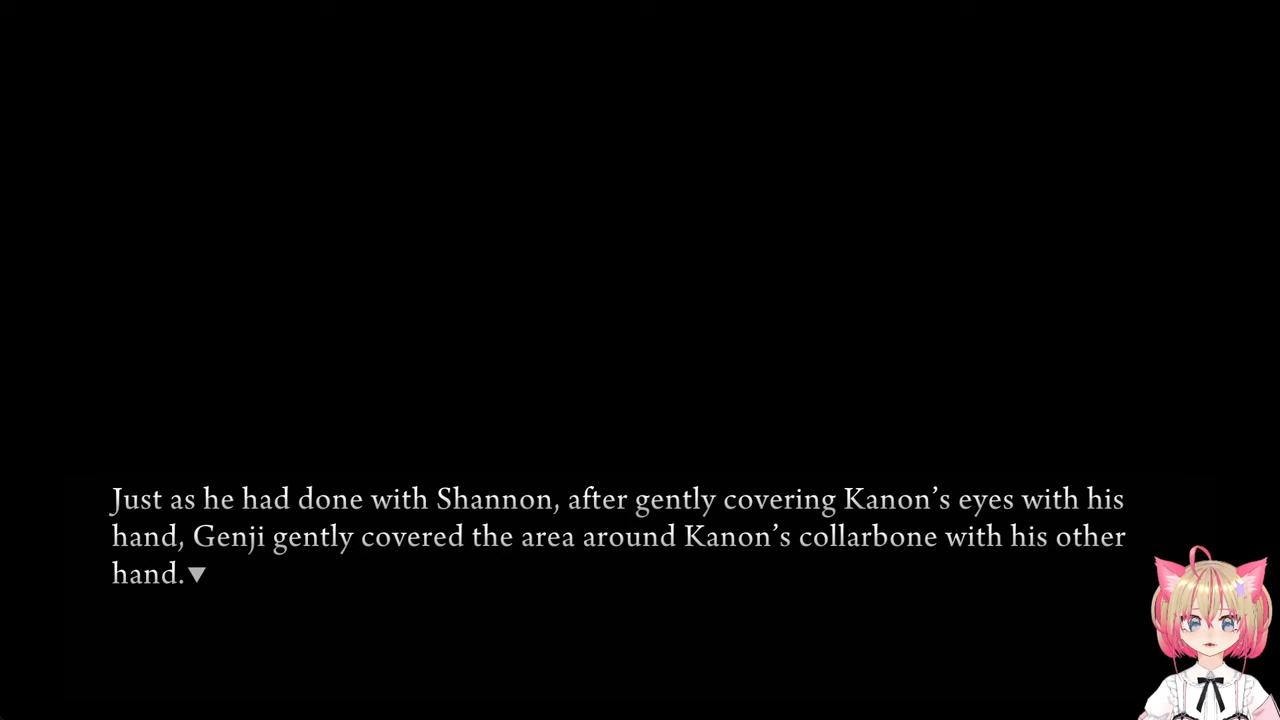 Just as he had done with Shannon, after gently covering Kanon’s eyes with his
hand, Genji gently covered the area around Kanon’s collarbone with his other
hand.▼